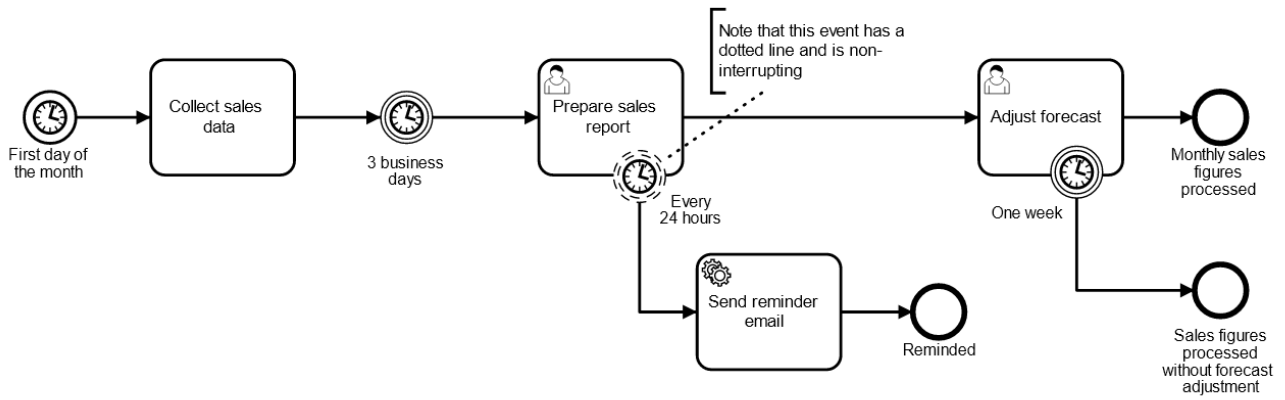 Note that this event has a
dotted line and is non-
interrupting
Collect sales
data
Prepare sales
report
Adjust forecast
First day of
the month
3 business
days
Monthly sales
figures
processed
Every
24 hours
One week
Send reminder
email
Reminded
Sales figures
processed
without forecast
adjustment